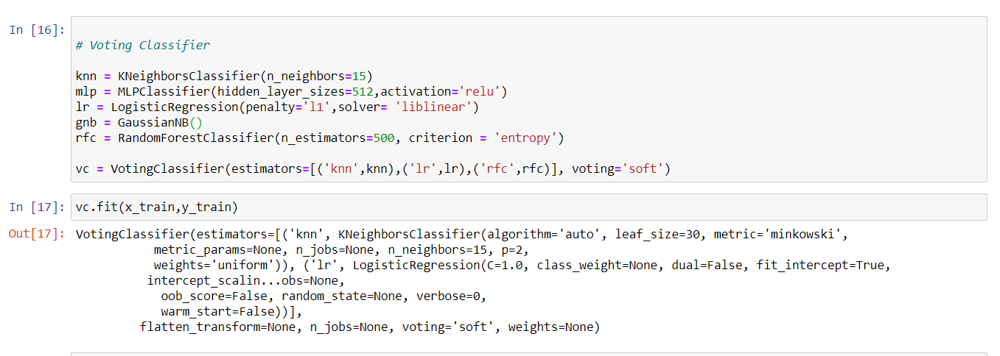 In [16]:
# Voting Classifier
knn = KNeighborsClassifier(n_neighbors=15)
mlp = MLPClassifier(hidden_layer_sizes=512,activation='relu')
lr = LogisticRegression(penalty='l1',solver= 'liblinear')
gnb = GaussianNB()
rfc = RandomForestClassifier(n_estimators=500, criterion = 'entropy')
vc = VotingClassifier(estimators=[('knn',knn),('lr',lr),('rfc',rfc)], voting='soft')
In [17]: vc.fit(x_train,y_train)
Out[17]: VotingClassifier(estimators=[('knn', KNeighborsClassifier(algorithm='auto', leaf_size=30, metric='minkowski',
metric_params=None, n_jobs=None, n_neighbors=15, p=2,
weights='uniform')), ('lr', LogisticRegression(C=1.0, class_weight=None, dual=False, fit_intercept=True,
intercept_scalin...obs=None,
oob_score=False, random_state=None, verbose=0,
warm_start=False))],
flatten_transform=None, n_jobs=None, voting='soft', weights=None)